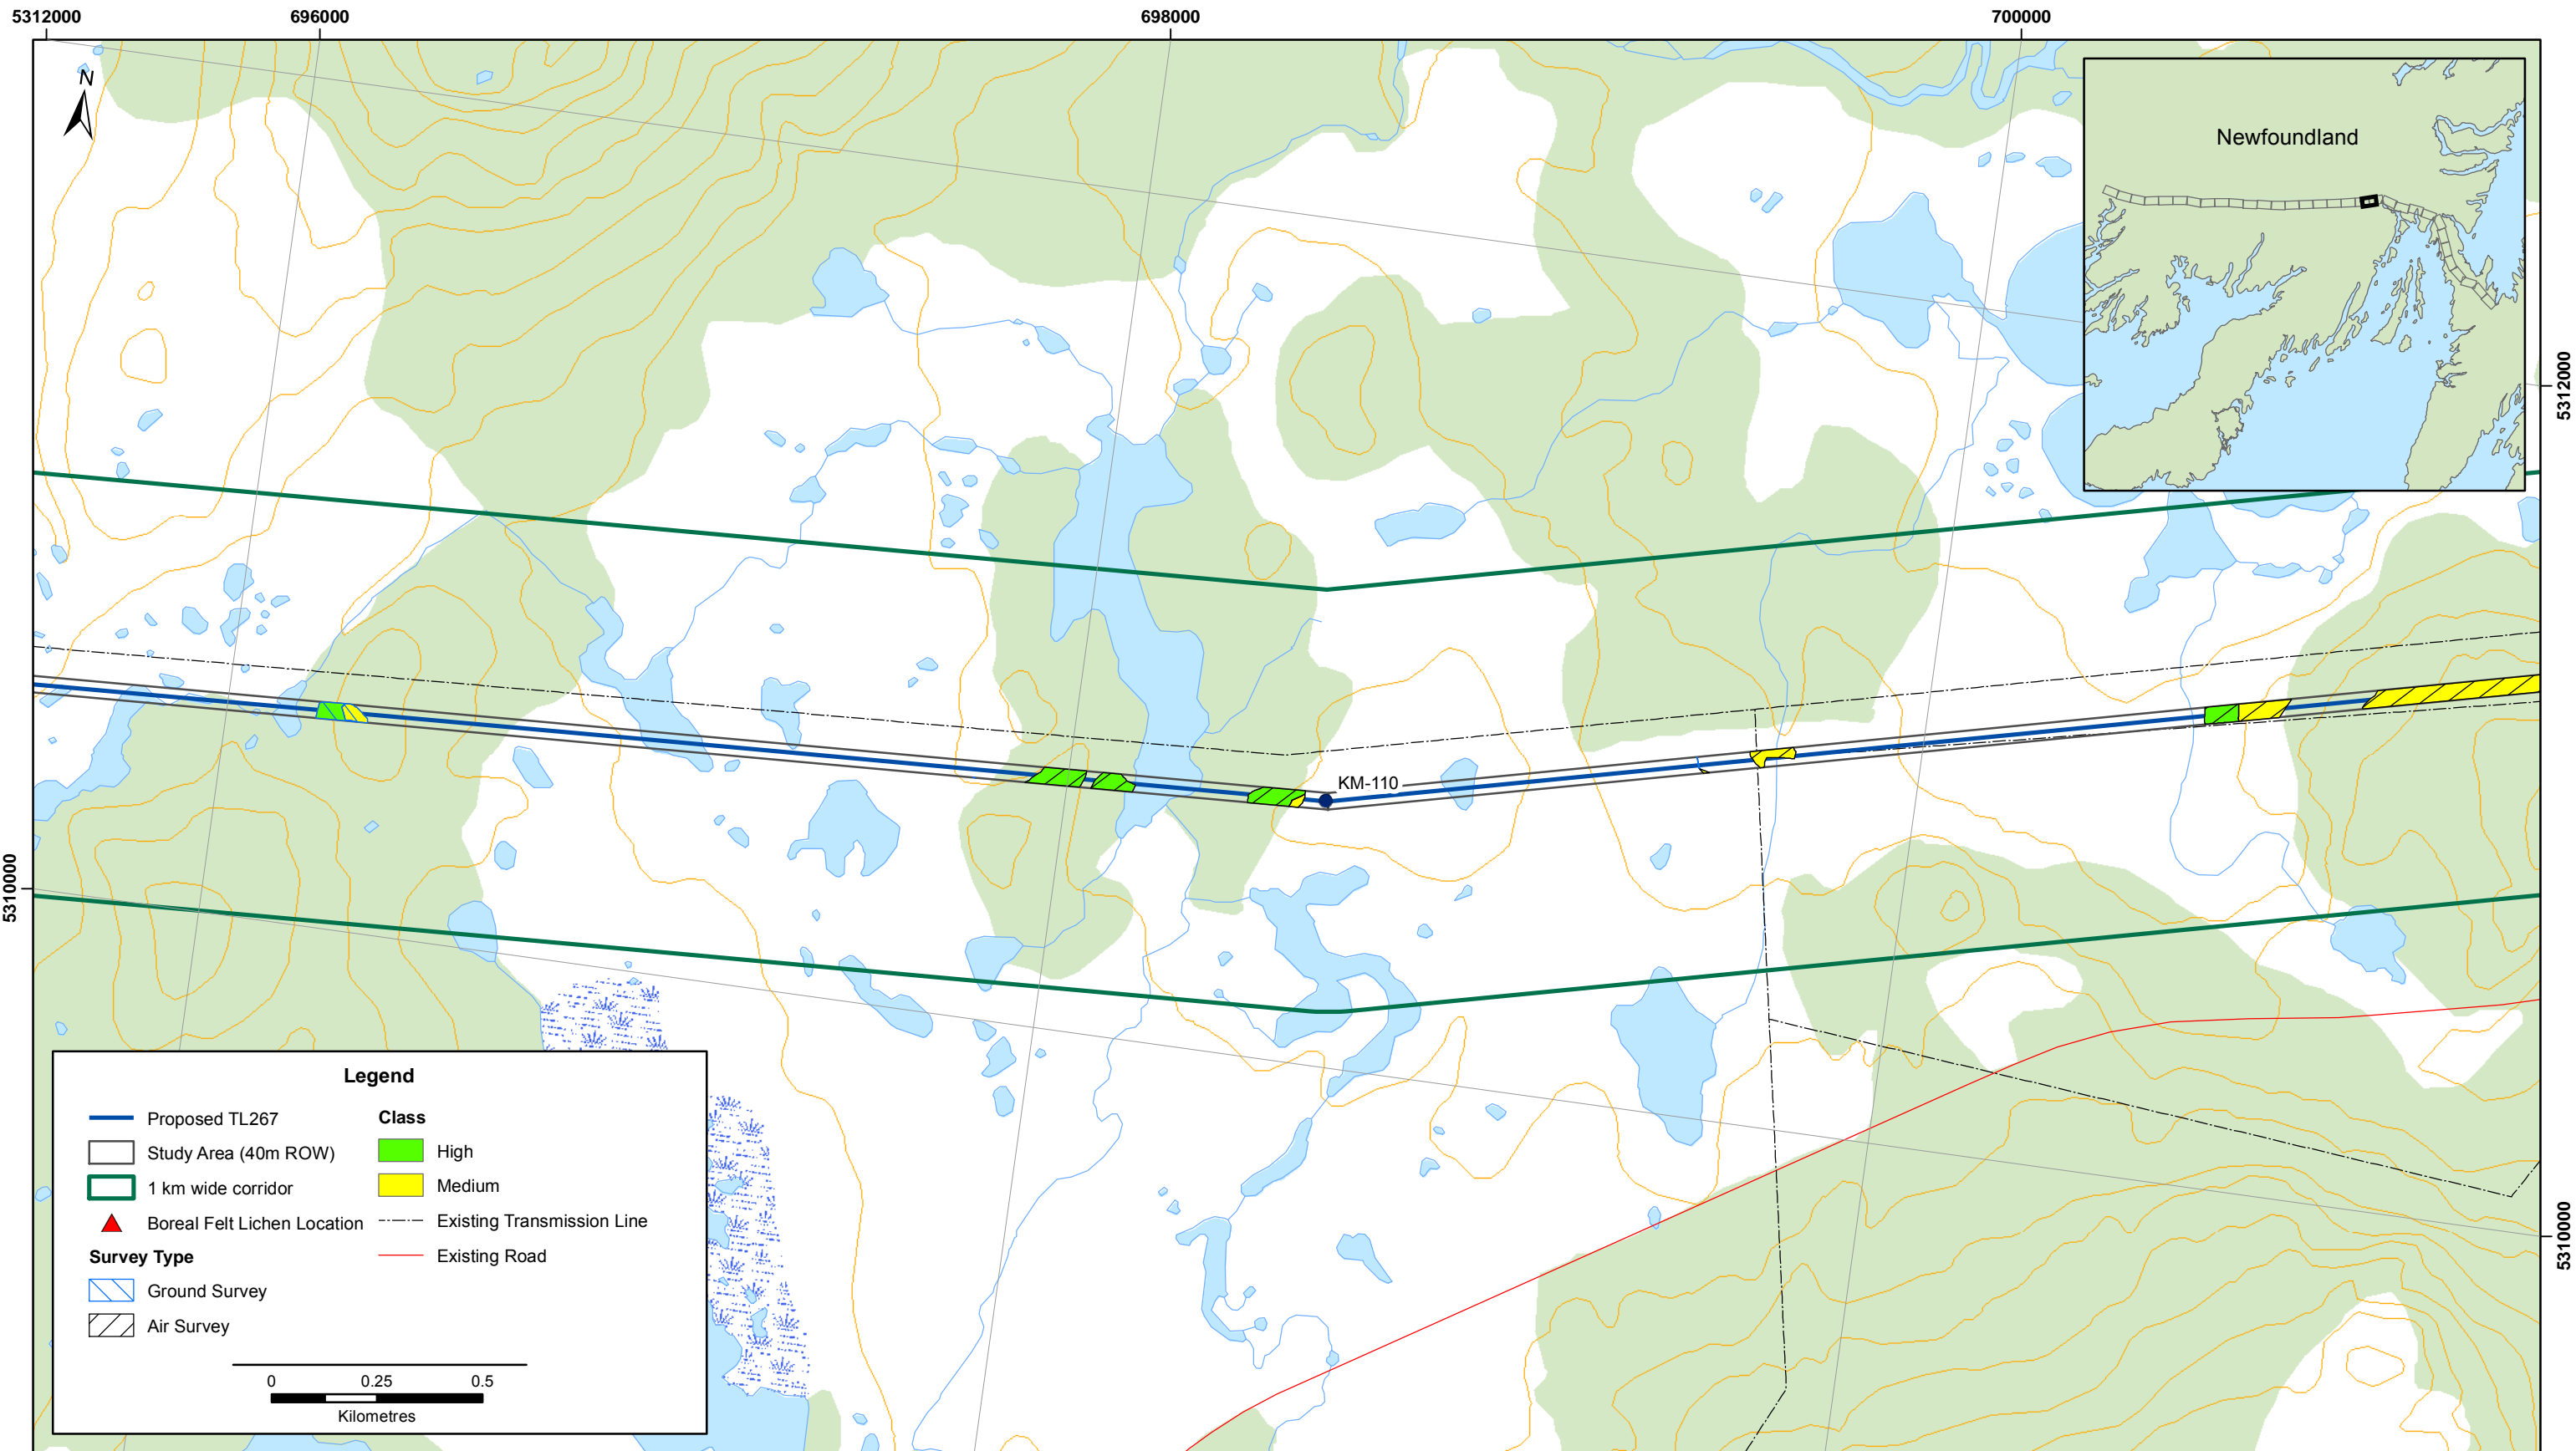 5312000
696000
698000
700000
N
Newfoundland
5312000
KM-110
5310000
5310000
Legend
Proposed TL267
Study Area (40m ROW)
1 km wide corridor
Boreal Felt Lichen Location
Survey Type
Ground Survey
Air Survey
Class
High
Medium
Existing Transmission Line
Existing Road
0 0.25 0.5
Kilometres